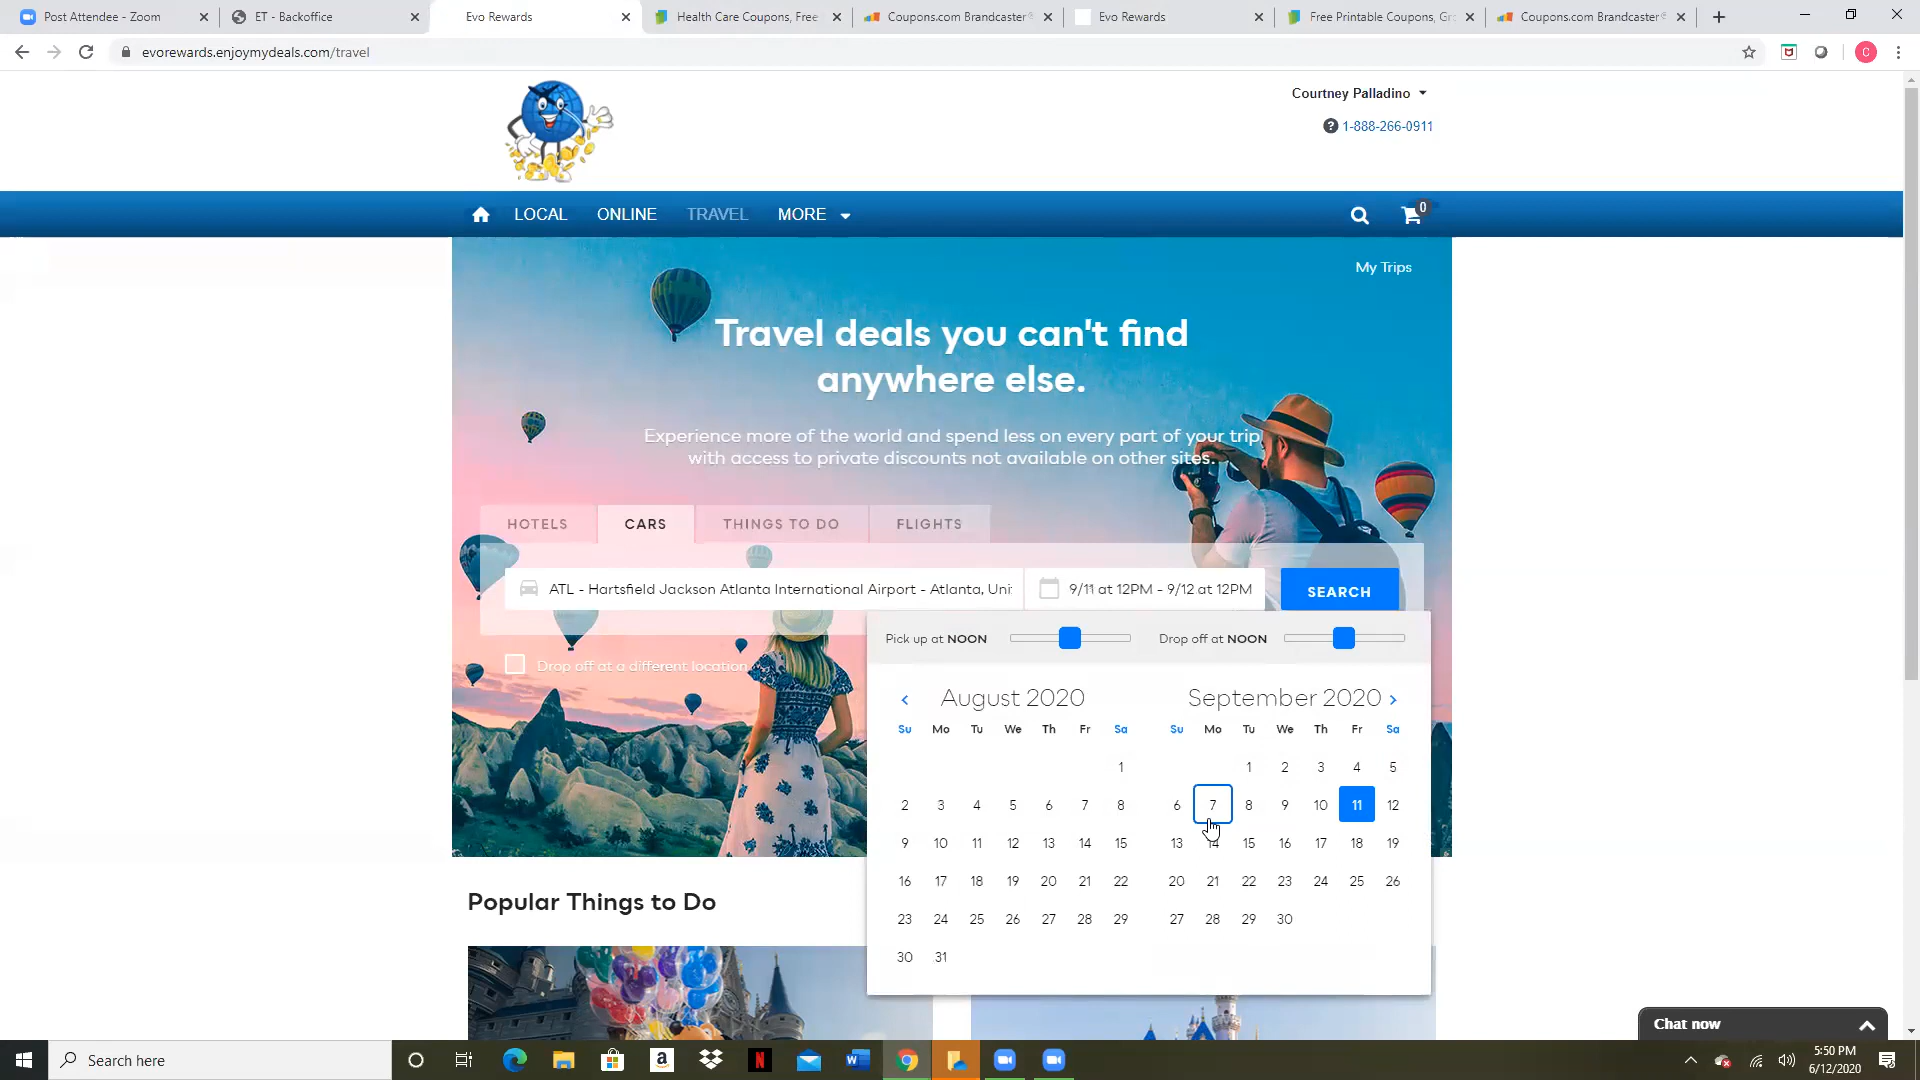 Post Attendee - Zoom
ET - Backoffice
Evo Rewards
Health Care Coupons, Free
Coupons.com Brandcaster
Evo Rewards
Free Printable Coupons, Gr
Coupons.com Brandcaster
evorewards.enjoymydeals.com/travel
C
Courtney Palladino
1-888-266-0911
LOCAL
ONLINE
TRAVEL
MORE
0
My Trips
Travel deals you can't find
anywhere else.
Experience more of the world and spend less on every part of your trip
with access to private discounts not available on other sites.
HOTELS
CARS
THINGS TO DO
FLIGHTS
ATL - Hartsfield Jackson Atlanta International Airport - Atlanta, Uni
9/11 at 12PM - 9/12 at 12PM
SEARCH
Pick up at NOON
Drop off at NOON
Drop off at a different location
August 2020
September 2020
Su Mo Tu We Th Fr Sa
Su Mo Tu We Th Fr Sa
1
1 2 3 4 5
2 3 4 5 6 7 8
6 7 8 9 10 11 12
9 10 11 12 13 14 15
13 14 15 16 17 18 19
16 17 18 19 20 21 22
20 21 22 23 24 25 26
23 24 25 26 27 28 29
27 28 29 30
30 31
Popular Things to Do
Chat now
Search here
5:50 PM
6/12/2020